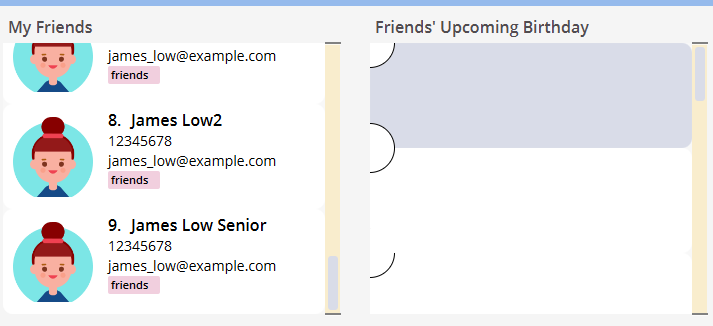 My Friends
Friends' Upcoming Birthday
james_low@example.com
friends
8. James Low2
12345678
james_low@example.com
friends
9. James Low Senior
12345678
james_low@example.com
friends